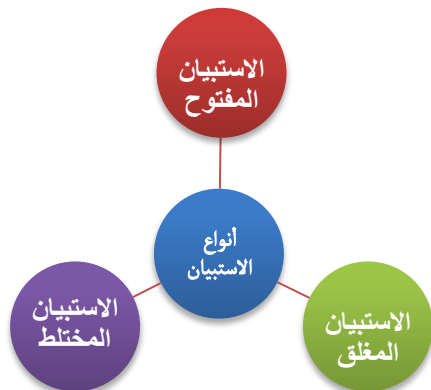 الاستبيان
المفتوح
أنواع
الاستبيان
الاستبيان
المغلق
الاستبيان
المختلط